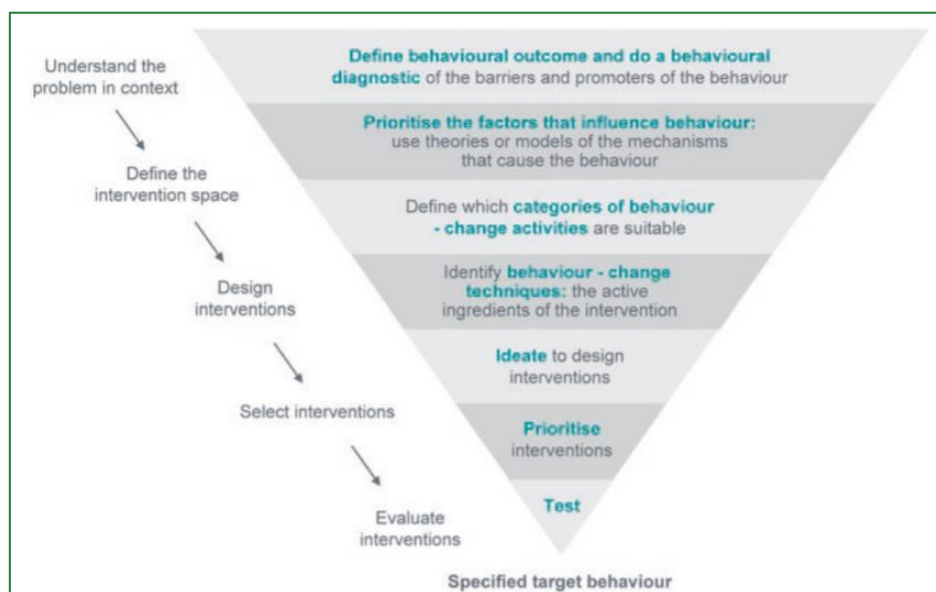 Understand the
problem in context
Define the
intervention space
Design
interventions
Select interventions
Evaluate
interventions
Define behavioural outcome and do a behavioural
diagnostic of the barriers and promoters of the behaviour
Prioritise the factors that influence behaviour:
use theories or models of the mechanisms
that cause the behaviour
Define which categories of behaviour
- change activities are suitable
Identify behaviour - change
techniques: the active
ingredients of the intervention
Ideate to design
interventions
Prioritise
interventions
Test
Specified target behaviour